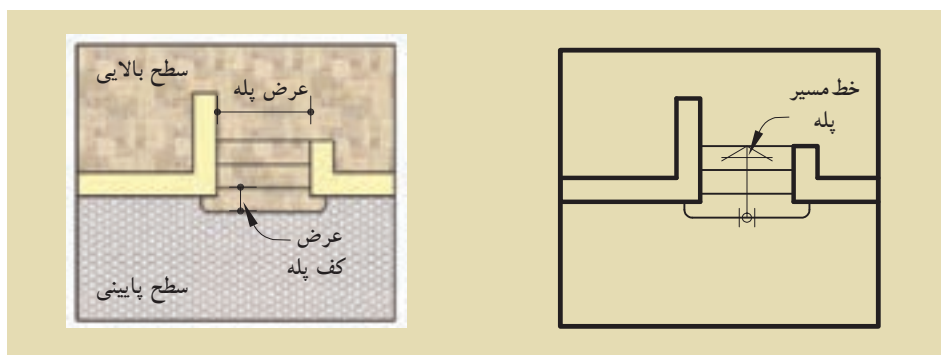 سطح بالایی
عرض پله
عرض
کف پله
سطح پایینی
خط مسیر
پله